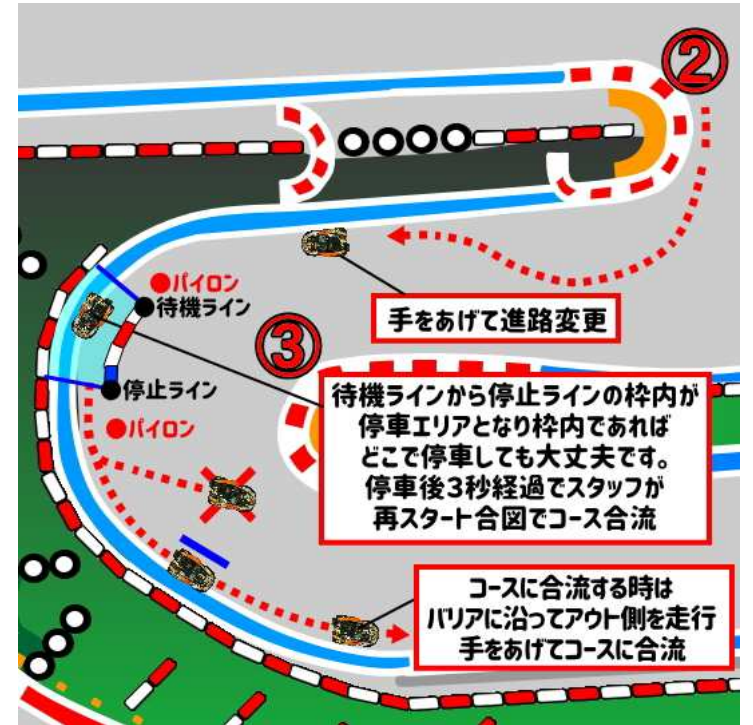 ②
●パイロン
●待機ライン
手をあげて進路変更
③
待機ラインから停止ラインの枠内が
停車エリアとなり枠内であれば
どこで停車しても大丈夫です。
停車後3秒経過でスタッフが
再スタート合図でコース合流
●停止ライン
●パイロン
コースに合流する時は
バリアに沿ってアウト側を走行
手をあげてコースに合流